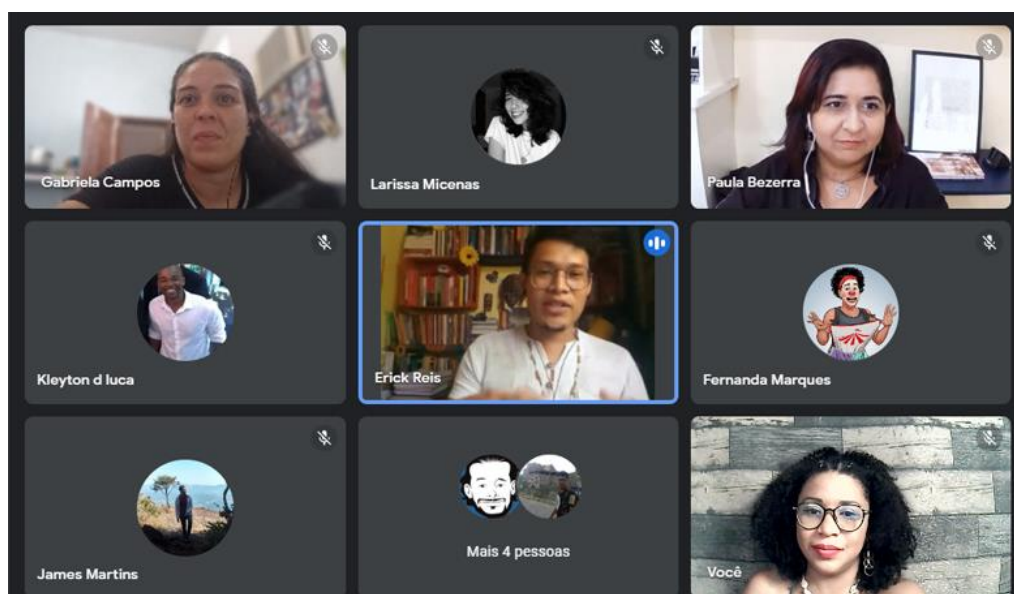 Gabriela Campos
Larissa Micenas
Paula Bezerra
Kleyton d luca
Erick Reis
Fernanda Marques
James Martins
Mais 4 pessoas
Você